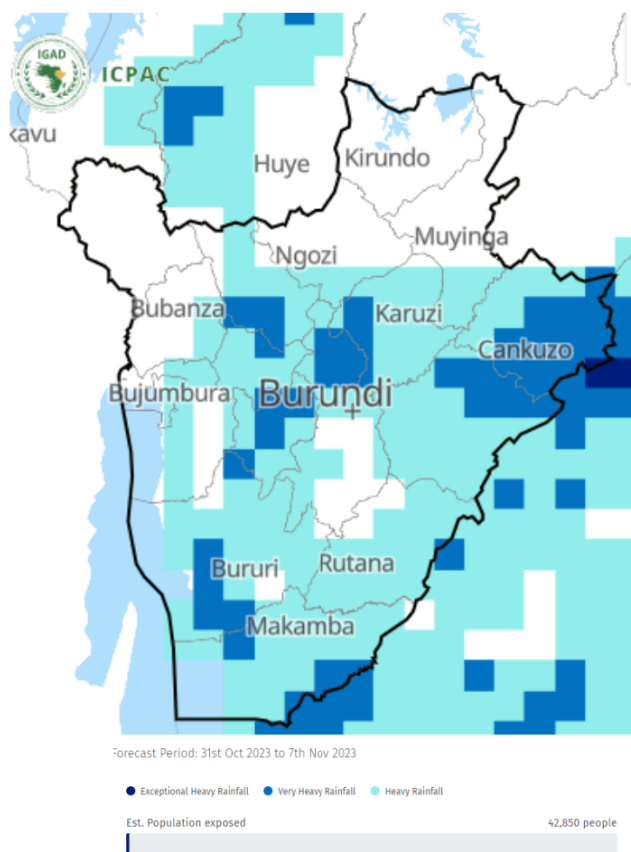 IGAD
ICPAC
kavu
Huye
Kirundo
Ngozi
Muyinga
Bubanza
Karuzi
Cankuzo
Bujumbura
Burundi
Bururi
Rutana
Makamba
Forecast Period: 31st Oct 2023 to 7th Nov 2023
Exceptional Heavy Rainfall Very Heavy Rainfall Heavy Rainfall
Est. Population exposed 42,850 people